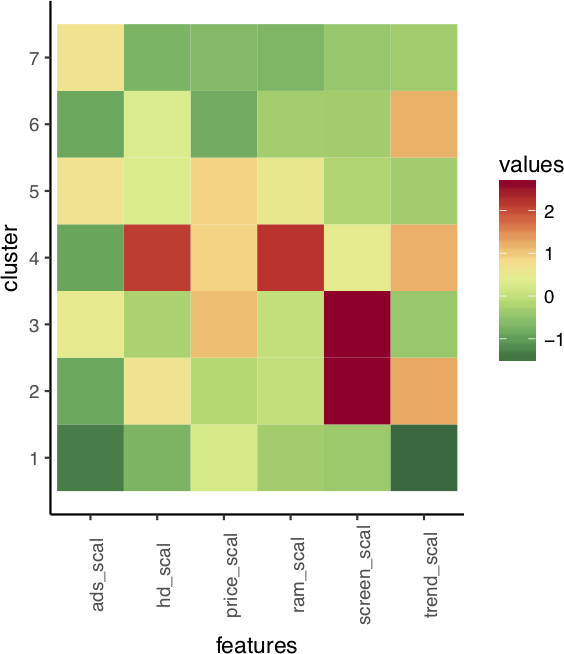 7
6
5
4
3
2
1
cluster
ads_scal
hd_scal
price_scal
ram_scal
screen_scal
trend_scal
features
values
2
1
0
−1